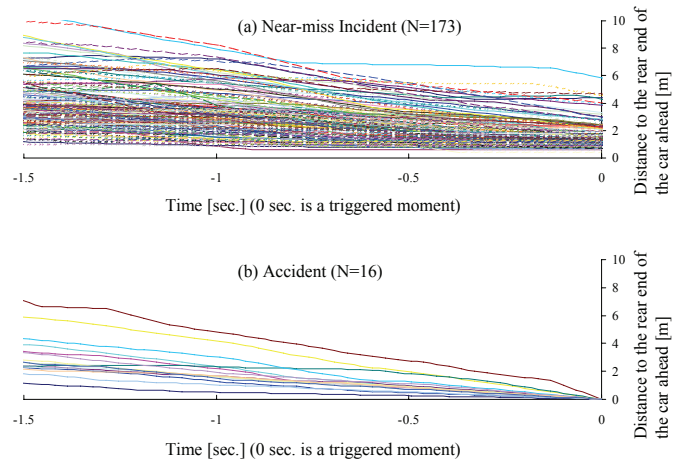 (a) Near-miss Incident (N=173)
10
8
6
4
2
0
-1.5
-1
-0.5
0
Time [sec.] (0 sec. is a triggered moment)
Distance to the rear end of
the car ahead [m]
(b) Accident (N=16)
10
8
6
4
2
0
-1.5
-1
-0.5
0
Time [sec.] (0 sec. is a triggered moment)
Distance to the rear end of
the car ahead [m]